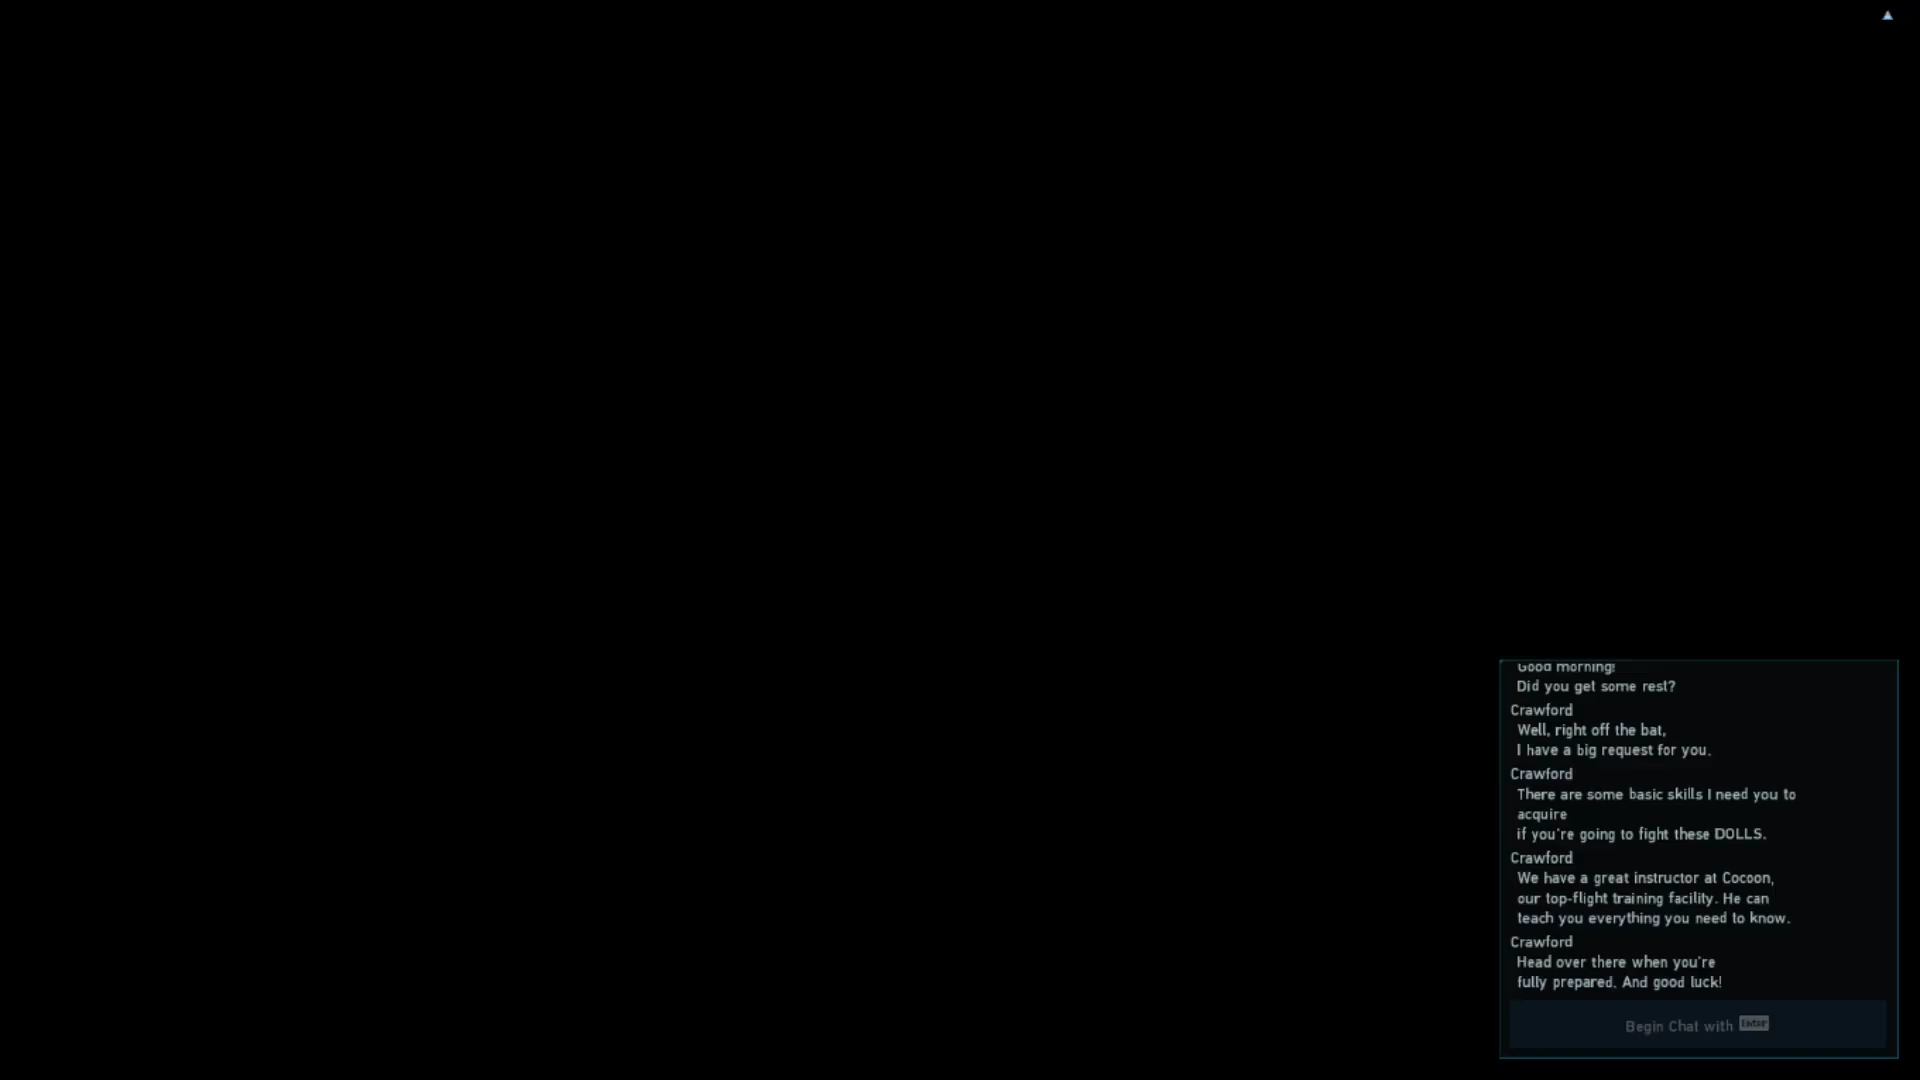 Good morning!
Did you get some rest?
Crawford
Well, right off the bat,
I have a big request for you.
Crawford
There are some basic skills I need you to
acquire
if you're going to fight these DOLLS.
Crawford
We have a great instructor at Cocoon,
our top-flight training facility. He can
teach you everything you need to know.
Crawford
Head over there when you're
fully prepared. And good luck!
Begin Chat with Enter